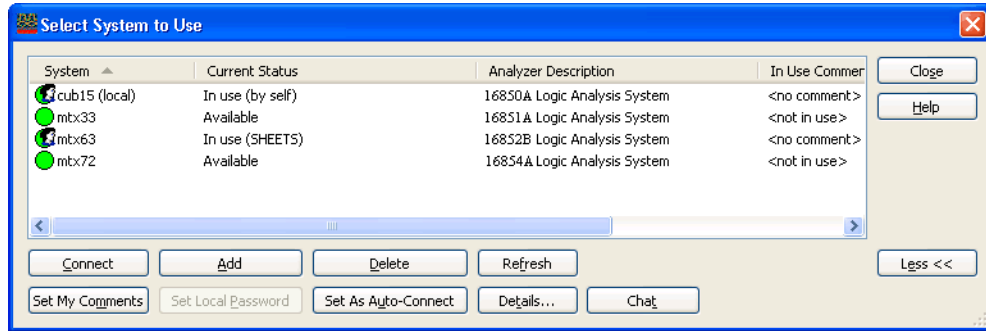 Select System to Use
System Current Status Analyzer Description In Use Commer
Close
cub15 (local) In use (by self) 16850A Logic Analysis System <no comment>
mtx33 Available 16851A Logic Analysis System <not in use>
Help
mtx63 In use (SHEETS) 16852B Logic Analysis System <no comment>
mtx72 Available 16854A Logic Analysis System <not in use>
Connect Add Delete Refresh Less <<
Set My Comments Set Local Password Set As Auto-Connect Details... Chat